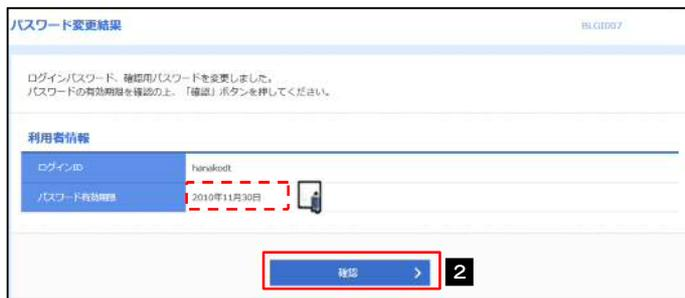 パスワード変更結果
BLGI007
ログインパスワード、確認用パスワードを変更しました。
パスワードの有効期限を確認の上、「確認」ボタンを押してください。
利用者情報
ログインID
hanakodt
パスワード有効期限
2010年11月30日
確認
2